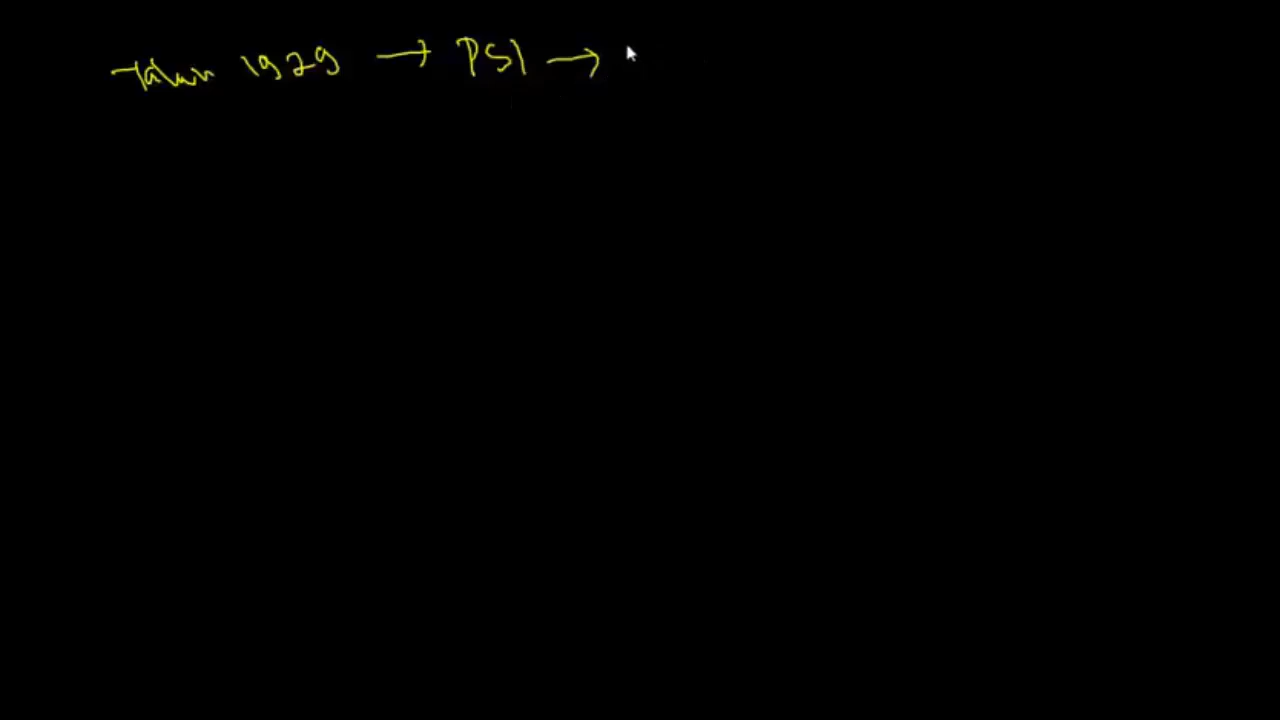 Tahun 1929 → PSI →